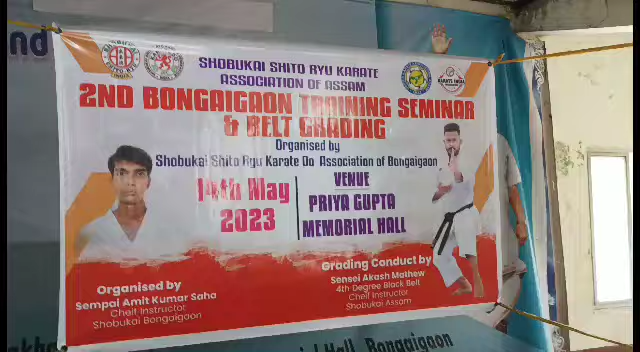 nd
SHOBUKAI SHITO RYU KARATE
ASSOCIATION OF ASSAM
2ND BONGAIGAON TRAINING SEMINAR
& BELT GRADING
Organised by
Shobukai Shito Ryu Karate Do Association of Bongaigaon
14th May
2023
VENUE
PRIYA GUPTA
MEMORIAL HALL
Organised by
Sempai Amit Kumar Saha
Cheif Instructor
Shobukai Bongaigaon
Grading Conduct by
Sensei Akash Mathew
4th Degree Black Belt
Cheif Instructor
Shobukai Assam
Hall, Bongaigaon